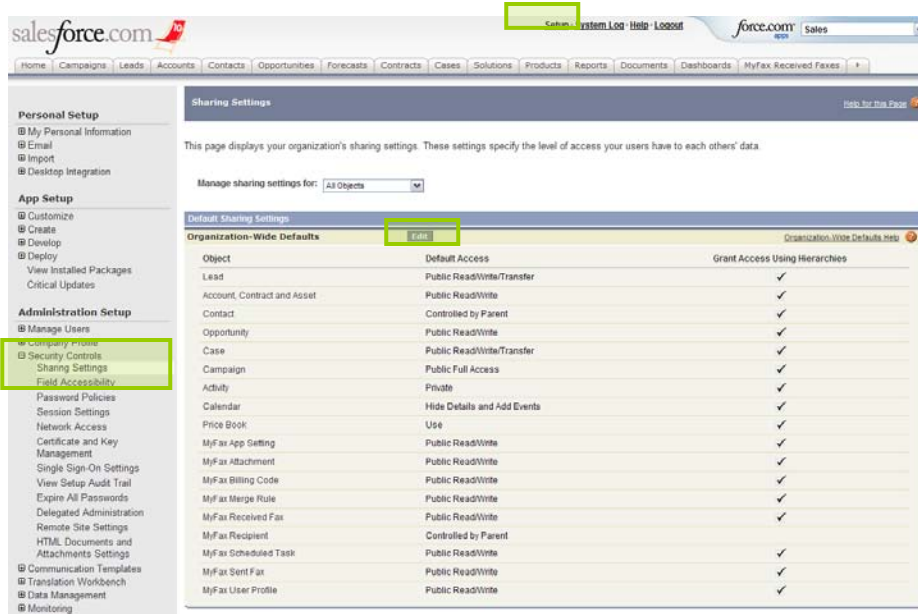 salesforce.com 10
Setup · System Log · Help · Logout
force.com apps
Sales
Home Campaigns Leads Accounts Contacts Opportunities Forecasts Contracts Cases Solutions Products Reports Documents Dashboards MyFax Received Faxes
Personal Setup
My Personal Information
Email
Import
Desktop Integration
App Setup
Customize
Create
Develop
Deploy
View Installed Packages
Critical Updates
Administration Setup
Manage Users
Company Profile
Security Controls
Sharing Settings
Field Accessibility
Password Policies
Session Settings
Network Access
Certificate and Key
Management
Single Sign-On Settings
View Setup Audit Trail
Expire All Passwords
Delegated Administration
Remote Site Settings
HTML Documents and
Attachments Settings
Communication Templates
Translation Workbench
Data Management
Monitoring
Sharing Settings
Help for this Page ?
This page displays your organization's sharing settings. These settings specify the level of access your users have to each others' data.
Manage sharing settings for: All Objects
Default Sharing Settings
Organization-Wide Defaults Edit Organization-Wide Defaults Help ?
Object Default Access Grant Access Using Hierarchies
Lead Public Read/Write/Transfer ✓
Account, Contract and Asset Public Read/Write ✓
Contact Controlled by Parent ✓
Opportunity Public Read/Write ✓
Case Public Read/Write/Transfer ✓
Campaign Public Full Access ✓
Activity Private ✓
Calendar Hide Details and Add Events ✓
Price Book Use ✓
MyFax App Setting Public Read/Write ✓
MyFax Attachment Public Read/Write ✓
MyFax Billing Code Public Read/Write ✓
MyFax Merge Rule Public Read/Write ✓
MyFax Received Fax Public Read/Write ✓
MyFax Recipient Controlled by Parent
MyFax Scheduled Task Public Read/Write ✓
MyFax Sent Fax Public Read/Write ✓
MyFax User Profile Public Read/Write ✓